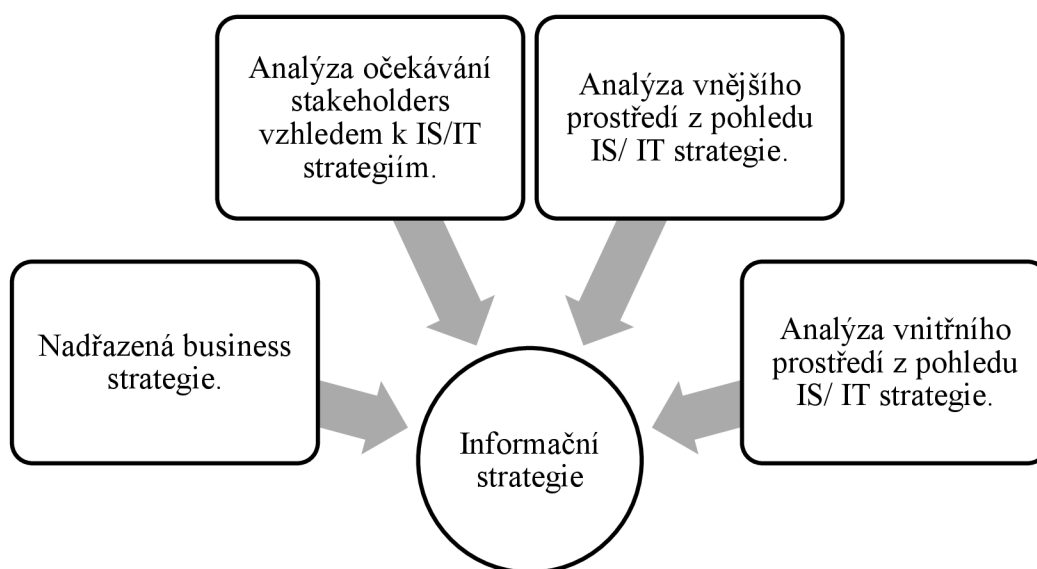 Analýza očekávání
stakeholders
vzhledem k IS/IT
strategiím.
Analýza vnějšího
prostředí z pohledu
IS/ IT strategie.
Nadřazená business
strategie.
Analýza vnitřního
prostředí z pohledu
IS/ IT strategie.
Informační
strategie